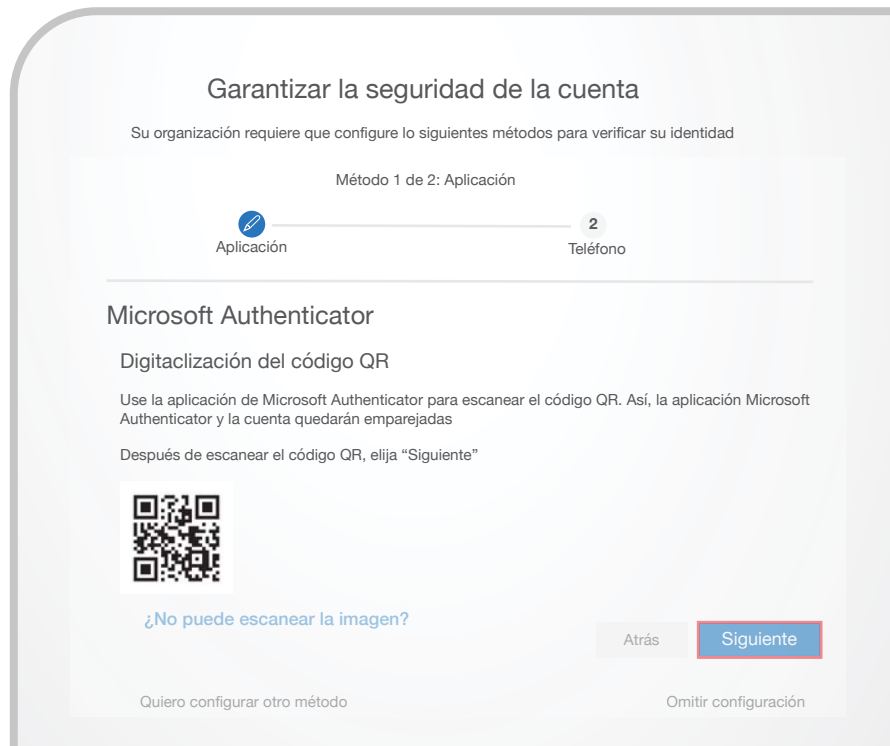 Garantizar la seguridad de la cuenta
Su organización requiere que configure lo siguientes métodos para verificar su identidad
Método 1 de 2: Aplicación
2
Aplicación Teléfono
Microsoft Authenticator
Digitaclización del código QR
Use la aplicación de Microsoft Authenticator para escanear el código QR. Así, la aplicación Microsoft
Authenticator y la cuenta quedarán emparejadas
Después de escanear el código QR, elija “Siguiente”
¿No puede escanear la imagen?
Atrás Siguiente
Quiero configurar otro método Omitir configuración